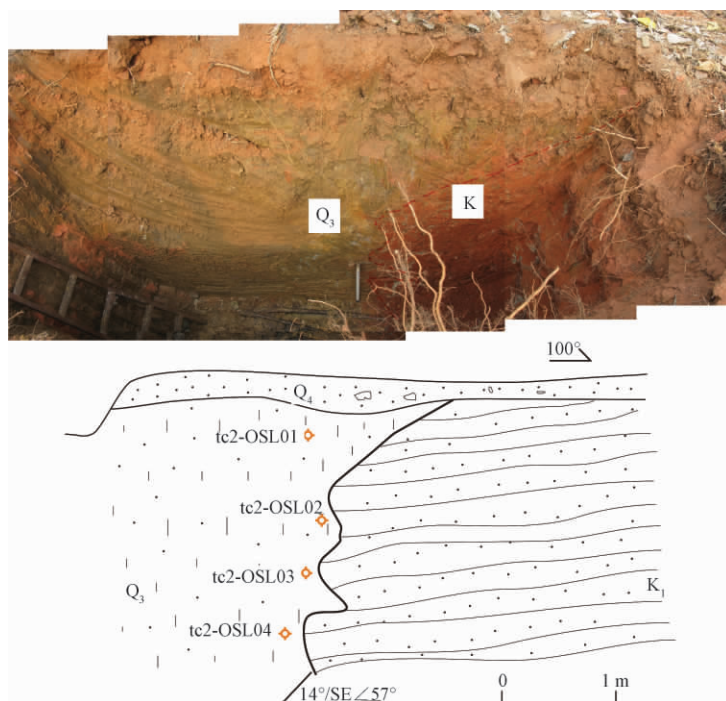 Q₃
K
100°
Q₄
tc2-OSL01
tc2-OSL02
tc2-OSL03
Q₃
K₁
tc2-OSL04
14°/SE∠57°
0 1 m